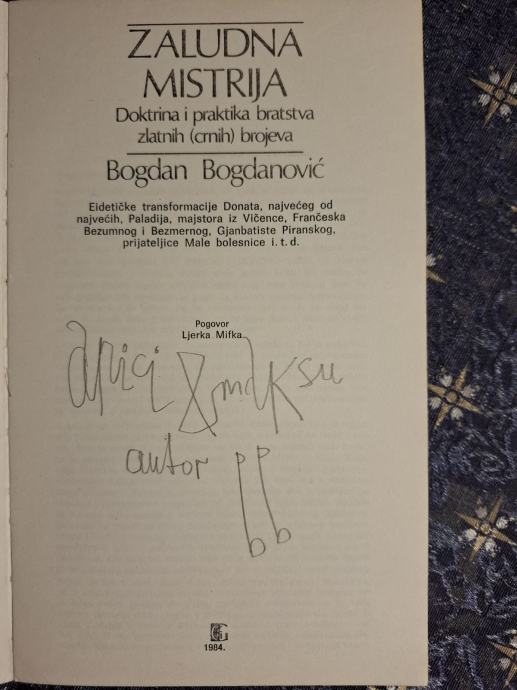 ZALUDNA
MISTRIJA
Doktrina i praktika bratstva
zlatnih (crnih) brojeva
Bogdan Bogdanović
Eidetičke transformacije Donata, najvećeg od
najvećih, Paladija, majstora iz Vičence, Frančeska
Bezumnog i Bezmernog, Gjanbatiste Piranskog,
prijateljice Male bolesnice i. t. d.
Pogovor
Ljerka Mifka
autor
1984.